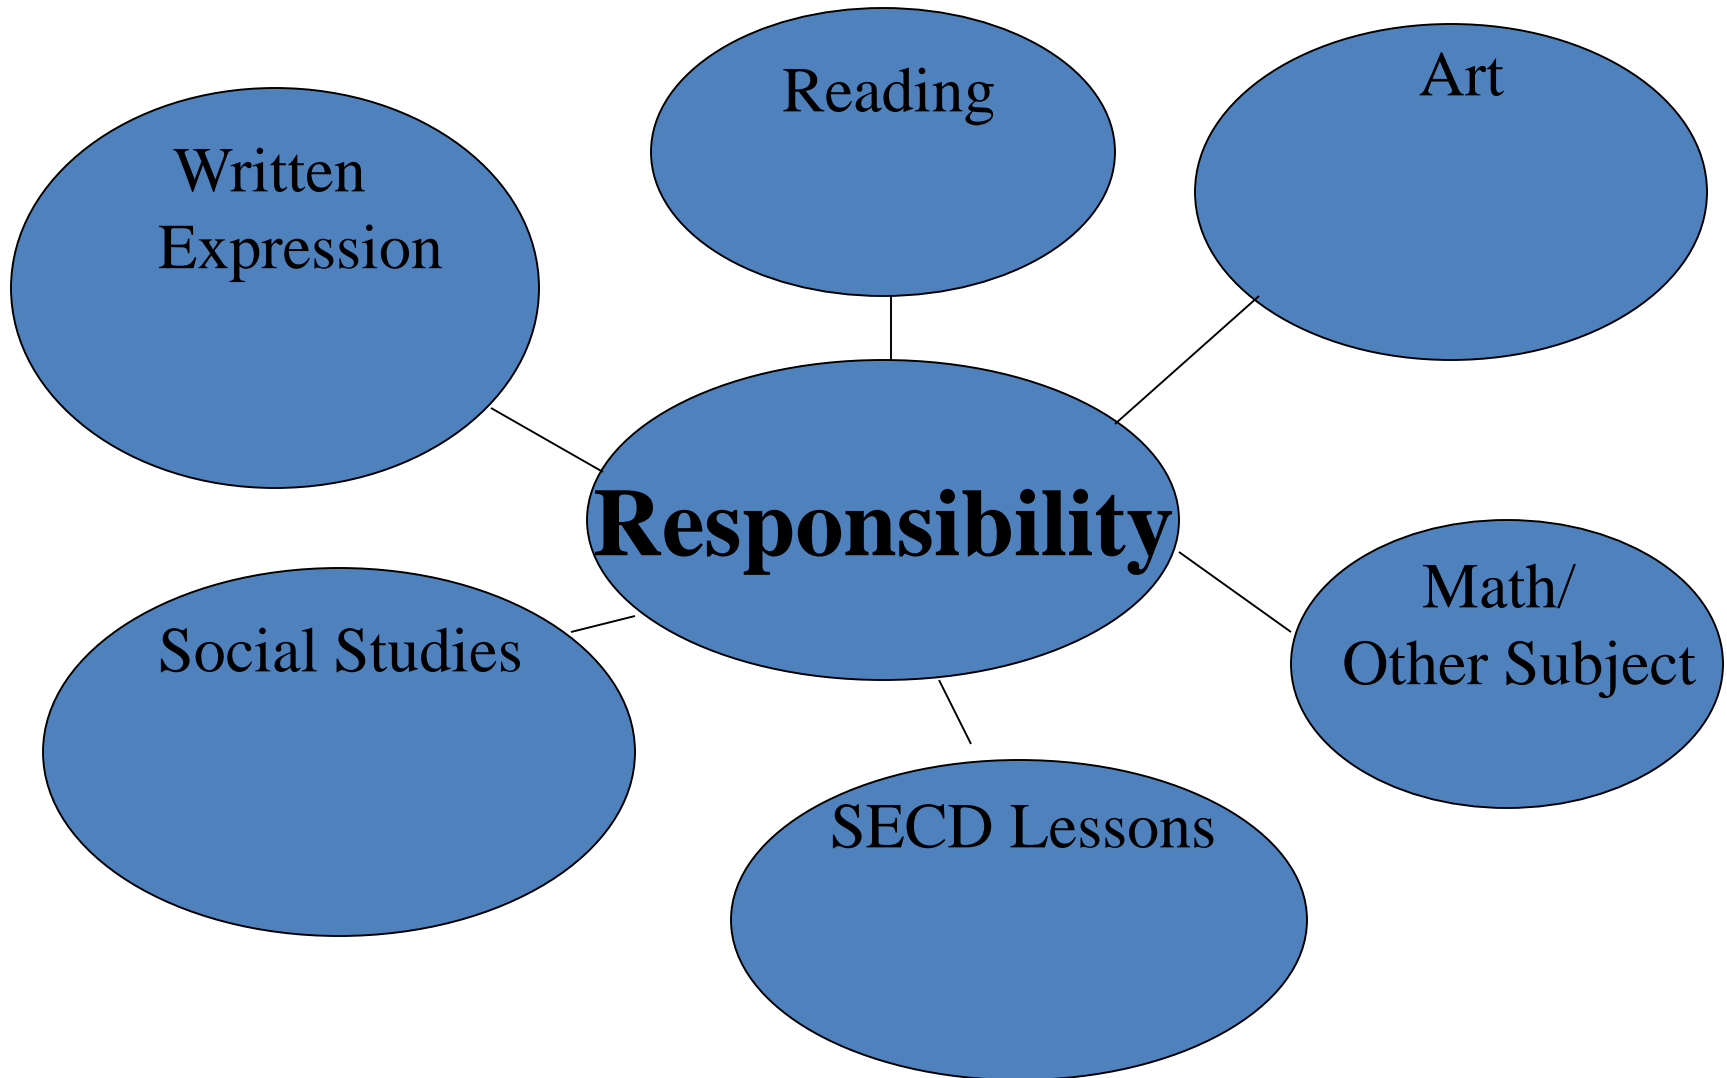 Reading
Art
Written
Expression
Responsibility
Math/
Other Subject
Social Studies
SECD Lessons